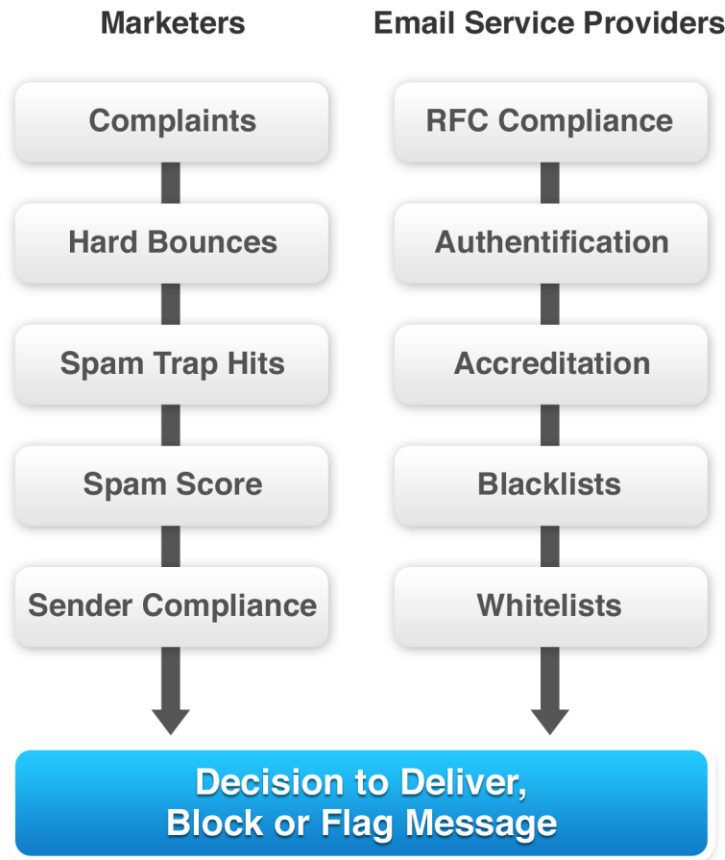 Marketers
Email Service Providers
Complaints
RFC Compliance
Hard Bounces
Authentification
Spam Trap Hits
Accreditation
Spam Score
Blacklists
Sender Compliance
Whitelists
Decision to Deliver,
Block or Flag Message